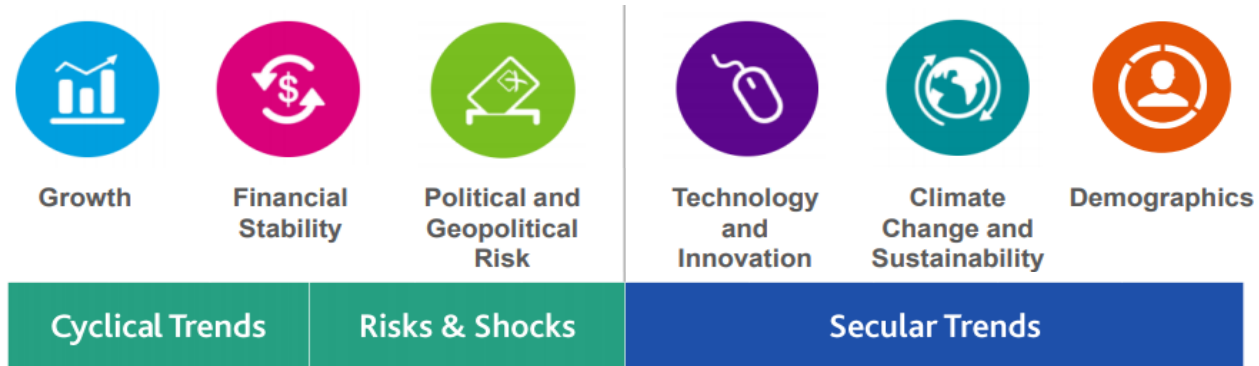 Growth
Financial
Stability
Political and
Geopolitical
Risk
Technology
and
Innovation
Climate
Change and
Sustainability
Demographics
Cyclical Trends
Risks & Shocks
Secular Trends